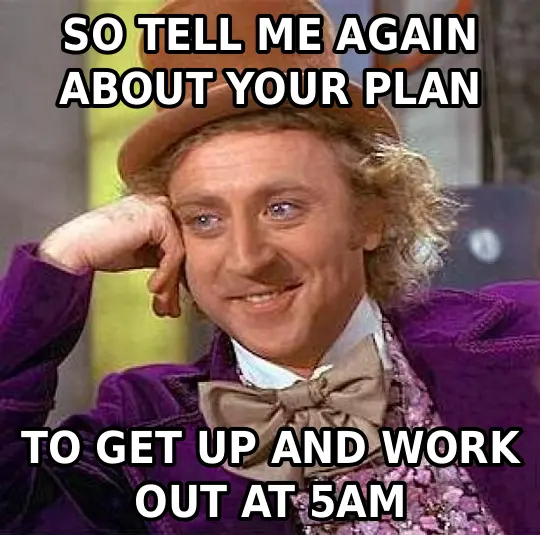 SO TELL ME AGAIN
ABOUT YOUR PLAN
TO GET UP AND WORK
OUT AT 5AM